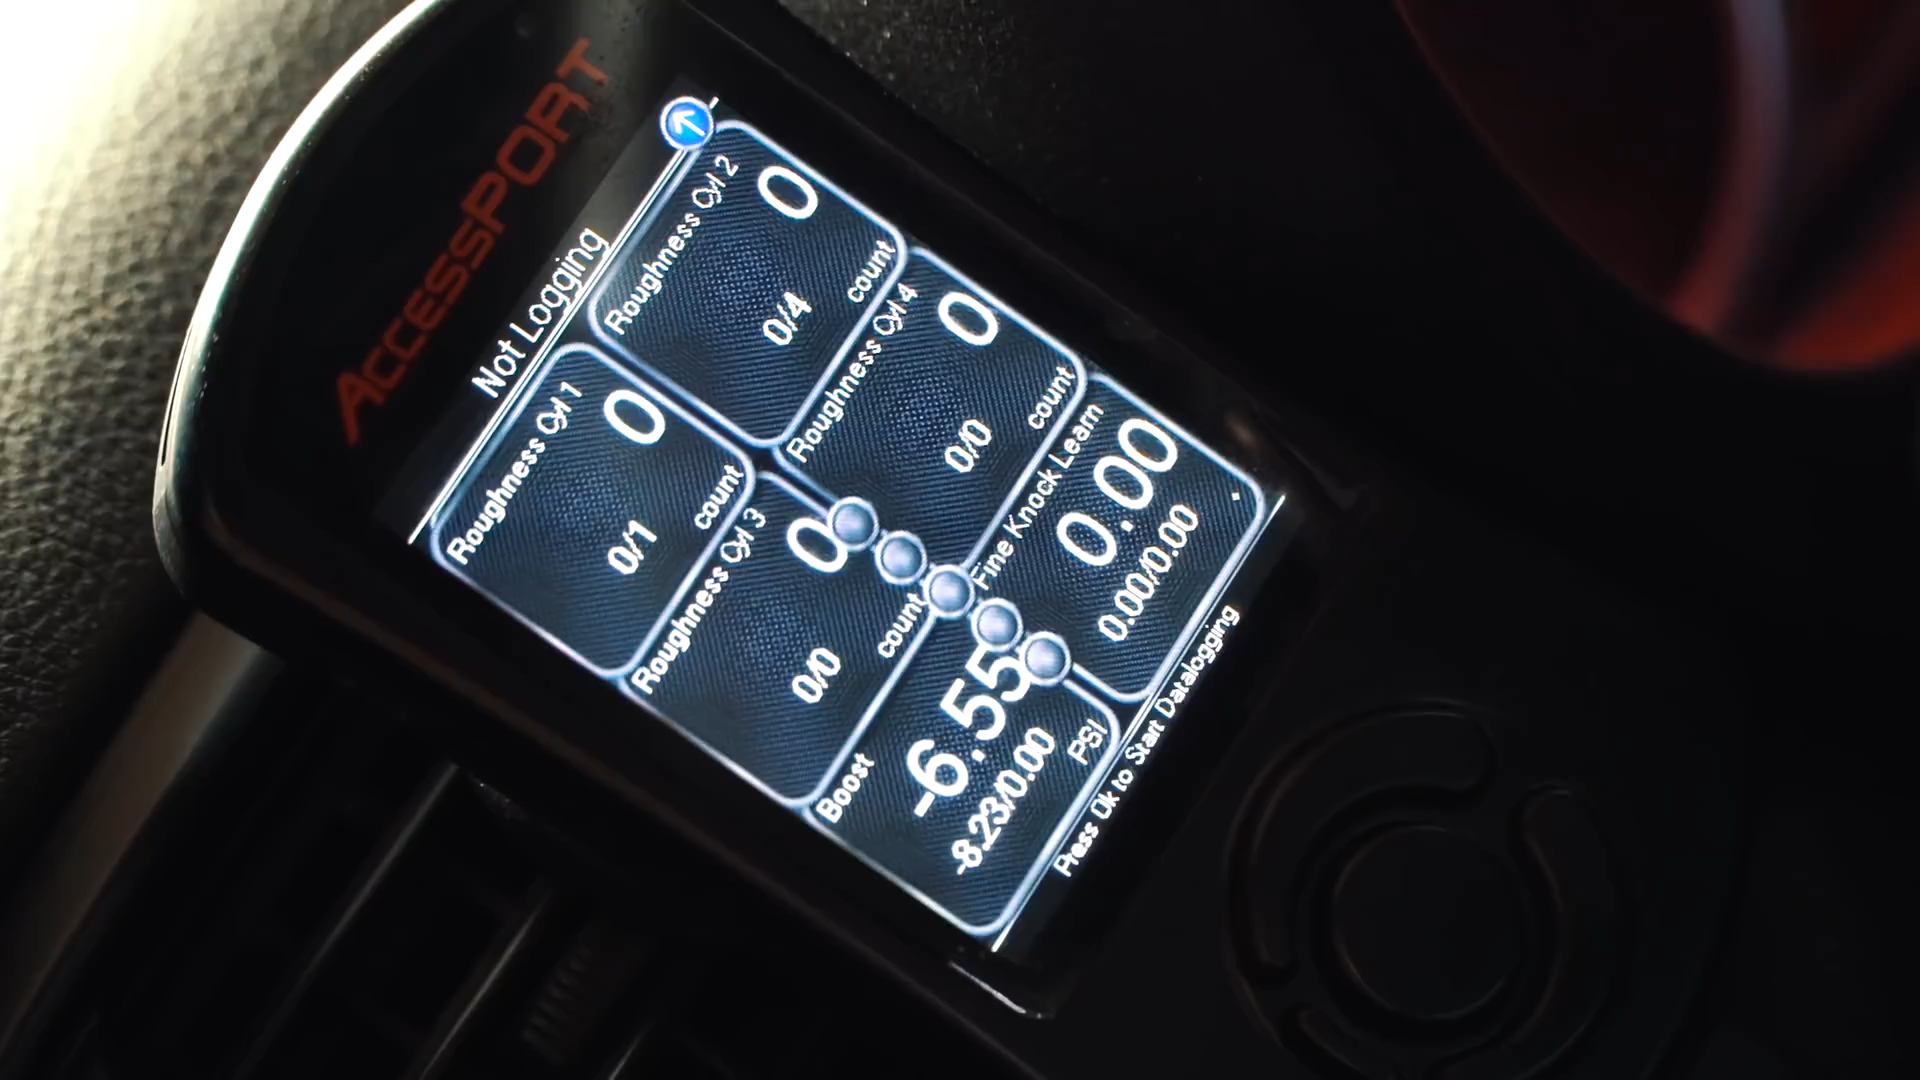 ACCESSPORT
Not Logging
Roughness Cyl 1
0
0/1
count
Roughness Cyl 2
0
0/4
count
Roughness Cyl 3
0
0/0
count
Roughness Cyl 4
0
0/0
count
Boost
-6.55
-8.23/0.00
PSI
Fine Knock Learn
0.00
0.00/0.00
Press Ok to Start Datalogging